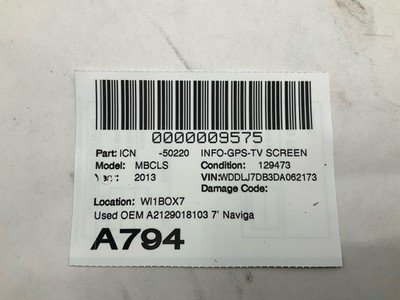 0000009575
Part: ICN -50220 INFO-GPS-TV SCREEN
Model: MBCLS Condition: 129473
Year: 2013 VIN:WDDLJ7DB3DA062173
Damage Code:
Location: WI1BOX7
Used OEM A2129018103 7' Naviga
A794